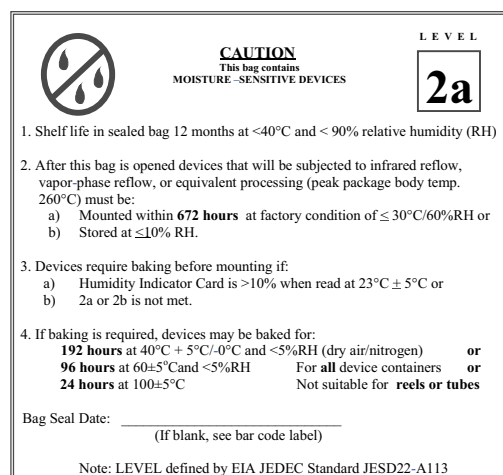 LEVEL
CAUTION
This bag contains
MOISTURE –SENSITIVE DEVICES
2a
1. Shelf life in sealed bag 12 months at <40°C and < 90% relative humidity (RH)
2. After this bag is opened devices that will be subjected to infrared reflow,
vapor-phase reflow, or equivalent processing (peak package body temp.
260°C) must be:
a) Mounted within 672 hours at factory condition of ≤ 30°C/60%RH or
b) Stored at ≤10% RH.
3. Devices require baking before mounting if:
a) Humidity Indicator Card is >10% when read at 23°C ± 5°C or
b) 2a or 2b is not met.
4. If baking is required, devices may be baked for:
192 hours at 40°C + 5°C/-0°C and <5%RH (dry air/nitrogen) or
96 hours at 60±5°Cand <5%RH For all device containers or
24 hours at 100±5°C Not suitable for reels or tubes
Bag Seal Date: ______________________________
(If blank, see bar code label)
Note: LEVEL defined by EIA JEDEC Standard JESD22-A113